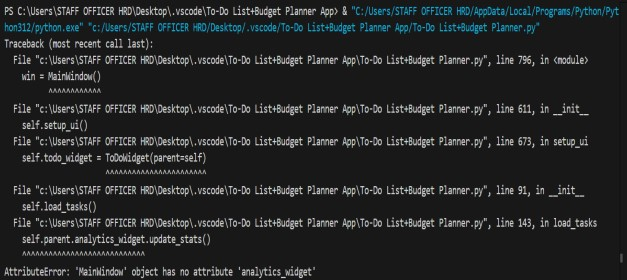 PS C:\Users\STAFF OFFICER HRD\Desktop\.vscode\To-Do List+Budget Planner App> & "C:/Users/STAFF OFFICER HRD/AppData/Local/Programs/Python/Pyt
hon312/python.exe" "c:/Users/STAFF OFFICER HRD/Desktop/.vscode/To-Do List+Budget Planner App/To-Do List+Budget Planner.py"
Traceback (most recent call last):
  File "c:\Users\STAFF OFFICER HRD\Desktop\.vscode\To-Do List+Budget Planner App\To-Do List+Budget Planner.py", line 796, in <module>
    win = MainWindow()
          ^^^^^^^^^^^^
  File "c:\Users\STAFF OFFICER HRD\Desktop\.vscode\To-Do List+Budget Planner App\To-Do List+Budget Planner.py", line 611, in __init__
    self.setup_ui()
  File "c:\Users\STAFF OFFICER HRD\Desktop\.vscode\To-Do List+Budget Planner App\To-Do List+Budget Planner.py", line 673, in setup_ui
    self.todo_widget = ToDoWidget(parent=self)
                       ^^^^^^^^^^^^^^^^^^^^^^^
  File "c:\Users\STAFF OFFICER HRD\Desktop\.vscode\To-Do List+Budget Planner App\To-Do List+Budget Planner.py", line 91, in __init__
    self.load_tasks()
  File "c:\Users\STAFF OFFICER HRD\Desktop\.vscode\To-Do List+Budget Planner App\To-Do List+Budget Planner.py", line 143, in load_tasks
    self.parent.analytics_widget.update_stats()
    ^^^^^^^^^^^^^^^^^^^^^^^^^^^^
AttributeError: 'MainWindow' object has no attribute 'analytics_widget'